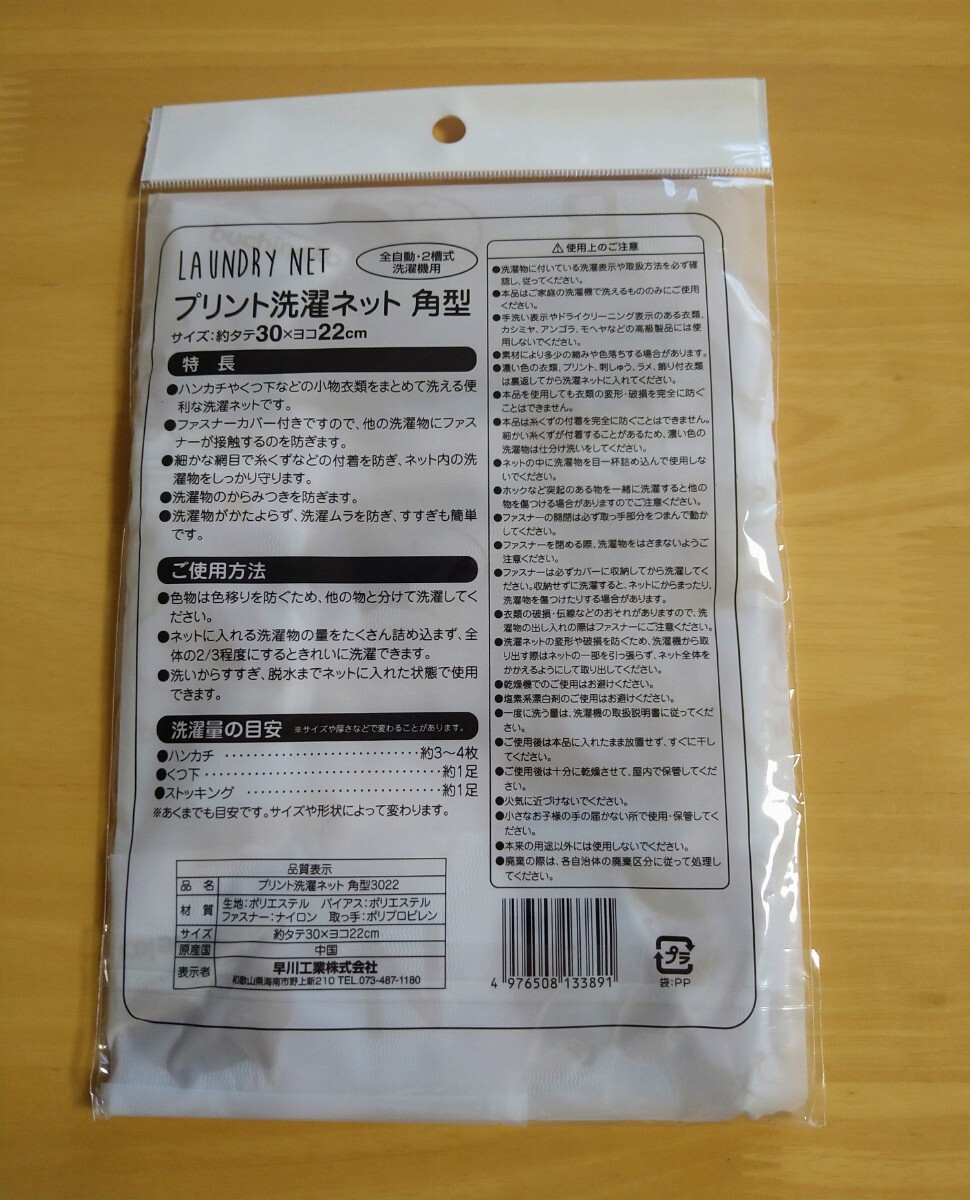 LAUNDRY NET
全自動・2槽式
洗濯機用
プリント洗濯ネット 角型
サイズ:約タテ30×ヨコ22cm
特 長
●ハンカチやくつ下などの小物衣類をまとめて洗える便
利な洗濯ネットです。
●ファスナーカバー付きですので、他の洗濯物にファス
ナーが接触するのを防ぎます。
●細かな網目で糸くずなどの付着を防ぎ、ネット内の洗
濯物をしっかり守ります。
●洗濯物のからみつきを防ぎます。
●洗濯物がかたよらず、洗濯ムラを防ぎ、すすぎも簡単
です。
ご使用方法
●色物は色移りを防ぐため、他の物と分けて洗濯してく
ださい。
●ネットに入れる洗濯物の量をたくさん詰め込まず、全
体の2/3程度にするときれいに洗濯できます。
●洗いからすすぎ、脱水までネットに入れた状態で使用
できます。
洗濯量の目安 ※サイズや厚さなどで変わることがあります。
●ハンカチ ‥‥‥‥‥‥‥‥‥‥約3〜4枚
●くつ下 ‥‥‥‥‥‥‥‥‥‥‥‥約1足
●ストッキング ‥‥‥‥‥‥‥‥‥約1足
※あくまでも目安です。サイズや形状によって変わります。
品質表示
品 名 プリント洗濯ネット 角型3022
材 質 生地:ポリエステル バイアス:ポリエステル
ファスナー:ナイロン 取っ手:ポリプロピレン
サイズ 約タテ30×ヨコ22cm
原産国 中国
表示者 早川工業株式会社
和歌山県海南市野上新210 TEL.073-487-1180
⚠使用上のご注意
●洗濯物に付いている洗濯表示や取扱方法を必ず確
認し、従ってください。
●本品はご家庭の洗濯機で洗えるもののみにご使用
ください。
●手洗い表示やドライクリーニング表示のある衣類、
カシミヤ、アンゴラ、モヘヤなどの高級製品には使
用しないでください。
●素材により多少の縮みや色落ちする場合があります。
●濃い色の衣類、プリント、刺しゅう、ラメ、飾り付衣類
は裏返してから洗濯ネットに入れてください。
●本品を使用しても衣類の変形・破損を完全に防ぐ
ことはできません。
●本品は糸くずの付着を完全に防ぐことはできません。
細かい糸くずが付着することがあるため、濃い色の
洗濯物は仕分け洗いをしてください。
●ネットの中に洗濯物を目一杯詰め込んで使用しな
いでください。
●ホックなど突起のある物を一緒に洗濯すると他の
物を傷つける場合がありますのでご注意ください。
●ファスナーの開閉は必ず取っ手部分をつまんで動か
してください。
●ファスナーを閉める際、洗濯物をはさまないようご
注意ください。
●ファスナーは必ずカバーに収納してから洗濯してく
ださい。収納せずに洗濯すると、ネットにからまったり、
洗濯物を傷つけたりする場合があります。
●衣類の破損・伝線などのおそれがありますので、洗
濯物の出し入れの際はファスナーにご注意ください。
●洗濯ネットの変形や破損を防ぐため、洗濯機から取
り出す際はネットの一部を引っ張らず、ネット全体を
かかえるようにして取り出してください。
●乾燥機でのご使用はお避けください。
●塩素系漂白剤のご使用はお避けください。
●一度に洗う量は、洗濯機の取扱説明書に従ってくだ
さい。
●ご使用後は本品に入れたまま放置せず、すぐに干し
てください。
●ご使用後は十分に乾燥させて、屋内で保管してくだ
さい。
●火気に近づけないでください。
●小さなお子様の手の届かない所で使用・保管してく
ださい。
●本来の用途以外には使用しないでください。
●廃棄の際は、各自治体の廃棄区分に従って処理し
てください。
4 976508 133891
プラ
袋:PP